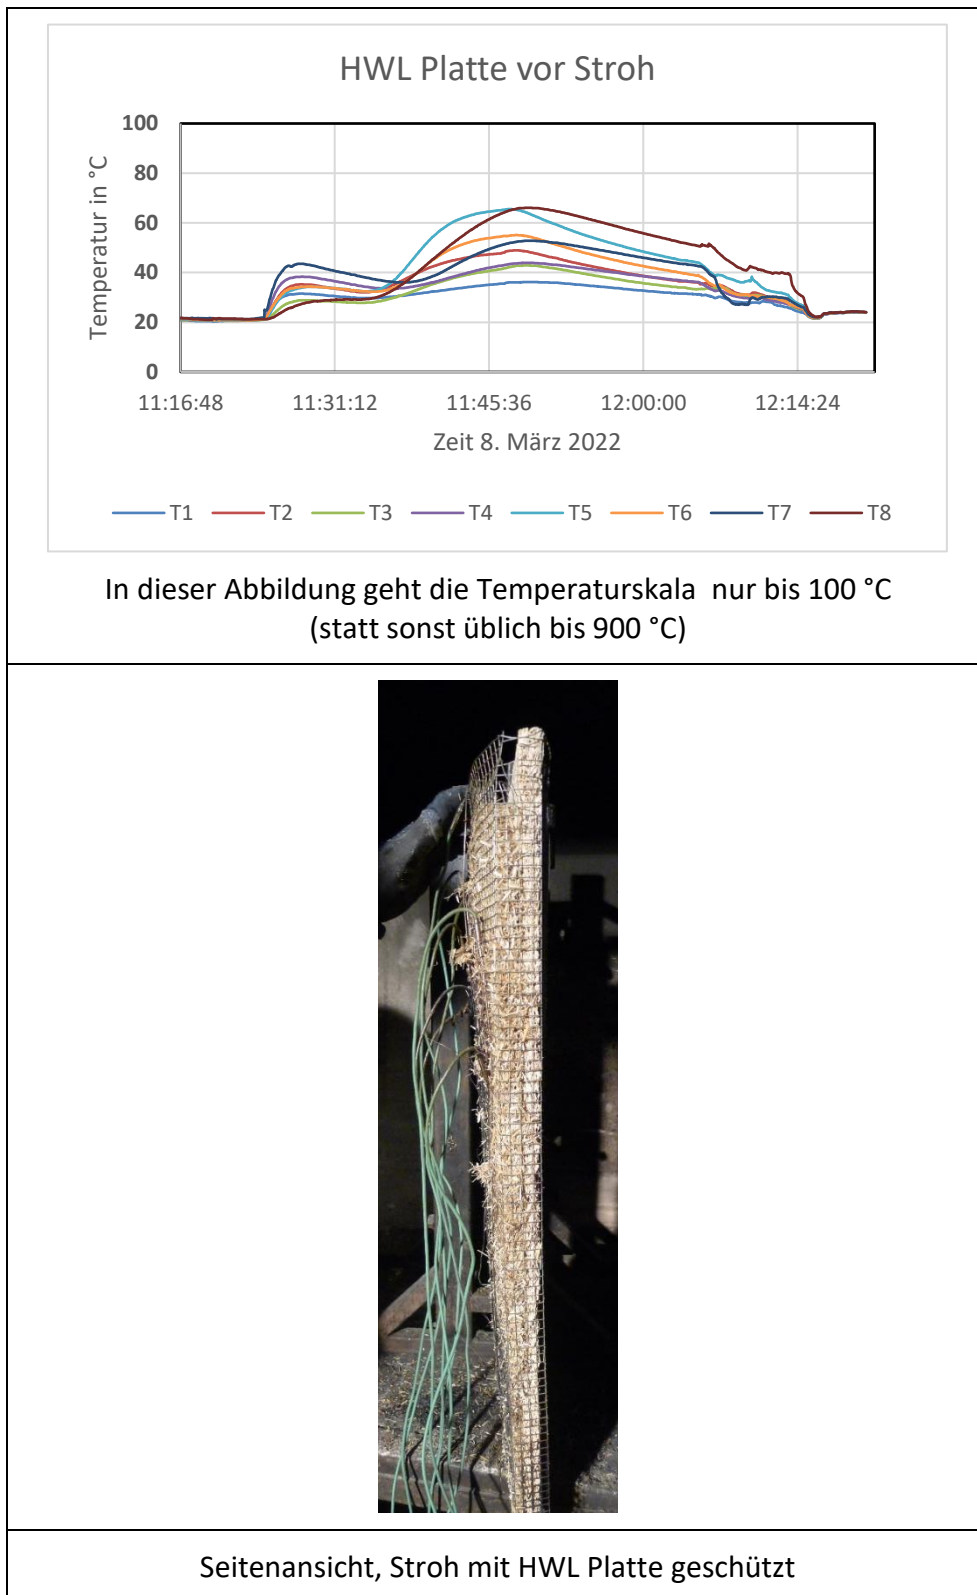 HWL Platte vor Stroh
100
80
60
40
20
0
Temperatur in °C
11:16:48 11:31:12 11:45:36 12:00:00 12:14:24
Zeit 8. März 2022
T1 T2 T3 T4 T5 T6 T7 T8
In dieser Abbildung geht die Temperaturskala nur bis 100 °C
(statt sonst üblich bis 900 °C)
Seitenansicht, Stroh mit HWL Platte geschützt